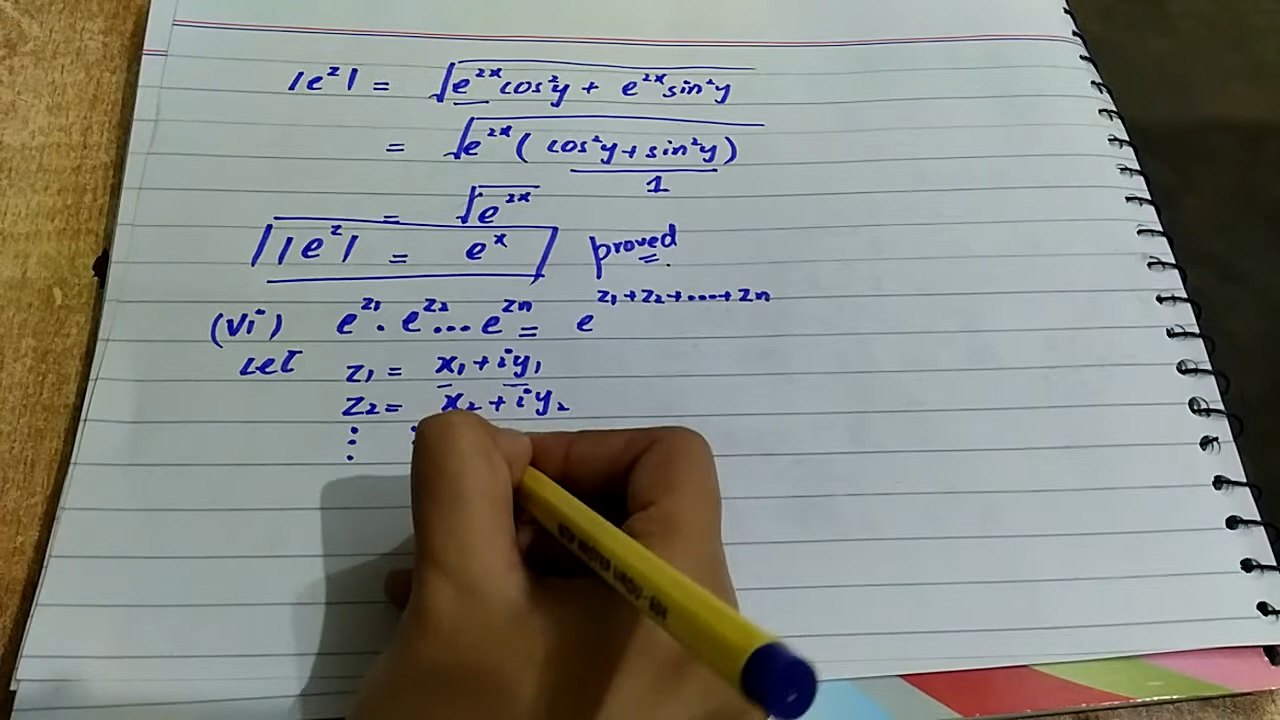 |e^z| = √(e^{2x}cos²y + e^{2x}sin²y)
= √(e^{2x}(cos²y+sin²y))
1
= √(e^{2x})
||e^z| = e^x| proved.
(Vi) e^{z₁} . e^{z₂} ... e^{zn} = e^{z₁+z₂+....+zn}
Let z₁ = x₁+iy₁
z₂ = x₂+iy₂
⋮ ⋮